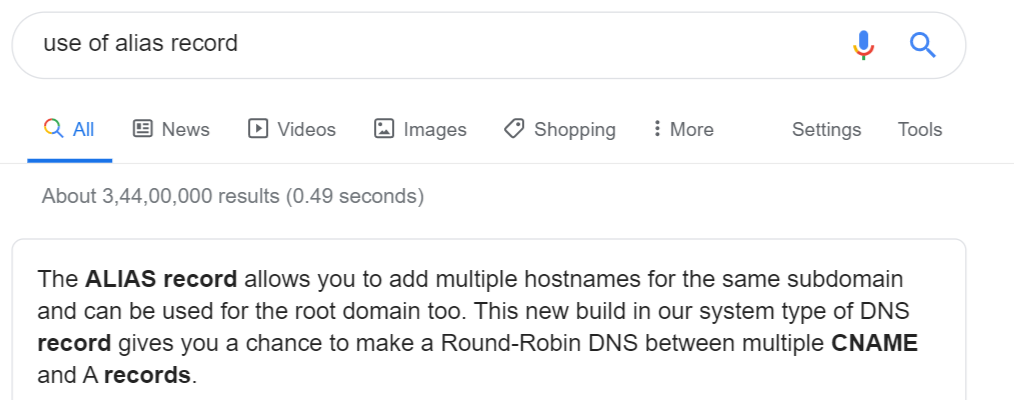 use of alias record
All News Videos Images Shopping More Settings Tools
About 3,44,00,000 results (0.49 seconds)
The ALIAS record allows you to add multiple hostnames for the same subdomain
and can be used for the root domain too. This new build in our system type of DNS
record gives you a chance to make a Round-Robin DNS between multiple CNAME
and A records.